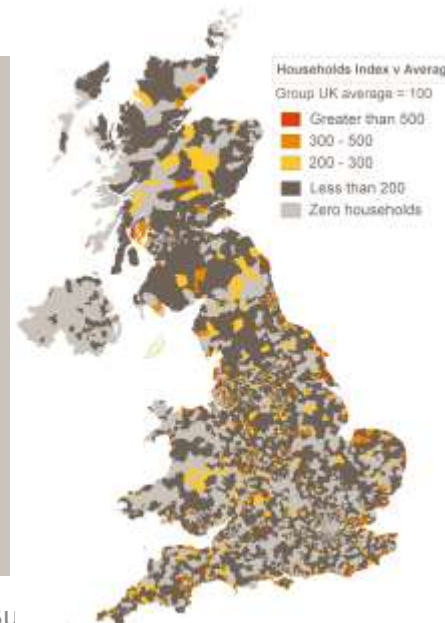 Households Index v Averag
Group UK average = 100
Greater than 500
300 - 500
200 - 300
Less than 200
Zero households